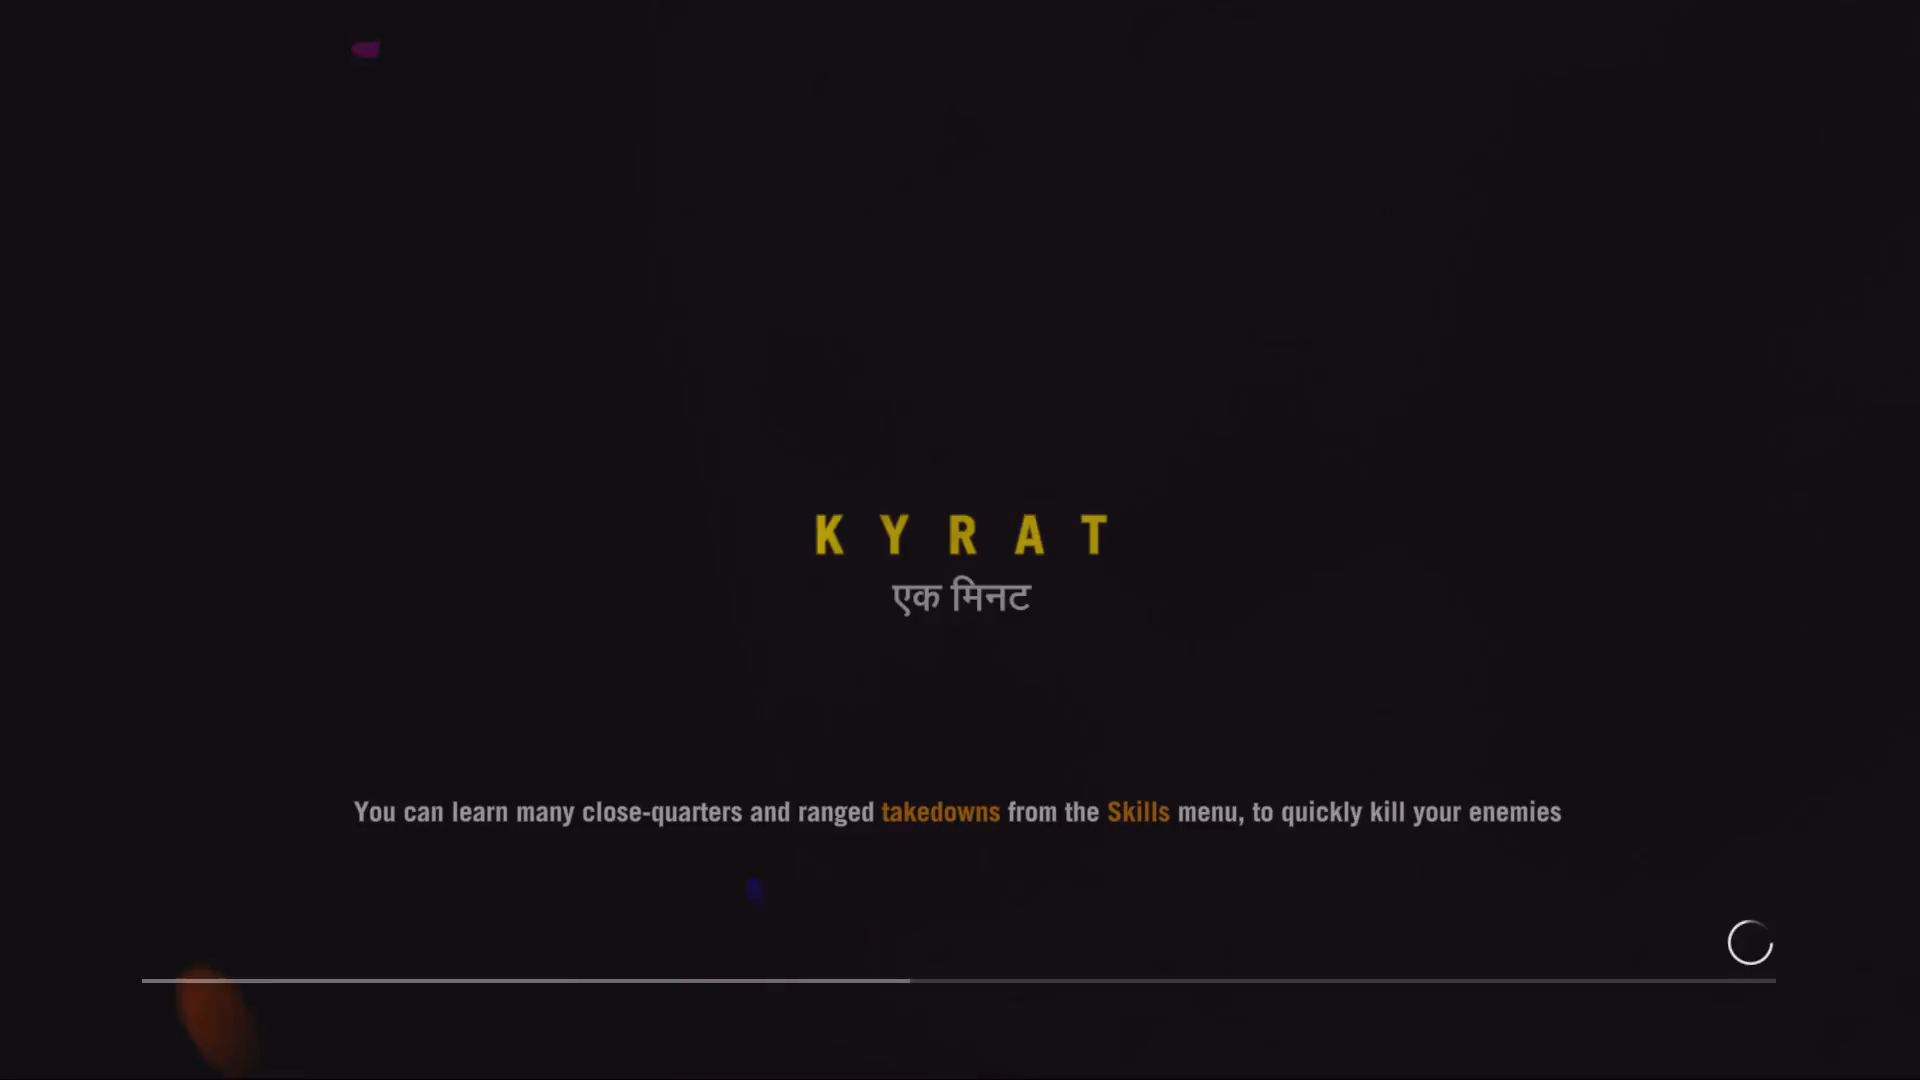 KYRAT
एक मिनट
You can learn many close-quarters and ranged takedowns from the Skills menu, to quickly kill your enemies